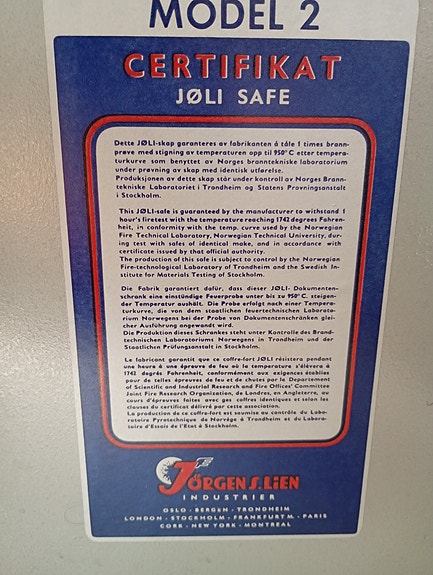 MODEL 2
CERTIFIKAT
JØLI SAFE
Dette JØLI-skap garanteres av fabrikanten å tåle 1 times brann-
prøve med stigning av temperaturen opp til 950° C etter tempera-
turkurve som benyttet av Norges branntekniske laboratorium
under prøving av skap med identisk utførelse.
Produksjonen av dette skap står under kontroll av Norges Brann-
tekniske Laboratoriet i Trondheim og Statens Provningsanstalt
i Stockholm.
This JØLI-safe is guaranteed by the manufacturer to withstand 1
hour's firetest with the temperature reaching 1742 degrees Fahren-
heit, in conformity with the temp. curve used by the Norwegian
Fire Technical Laboratory, Norwegian Technical University, dur-
ing test with safes of identical make, and in accordance with
certificate issued by that official authority.
The production of this safe is subject to control by the Norwegian
Fire-technological Laboratory of Trondheim and the Swedish In-
stitute for Materials Testing of Stockholm.
Die Fabrik garantiert dafür, dass dieser JØLI- Dokumenten-
schrank eine einstündige Feuerprobe unter bis zu 950° C. steigen-
der Temperatur aushält. Die Probe erfolgt nach einer Tempera-
turkurve, die von dem staatlichen feuertechnischen Laborato-
rium Norwegens bei der Probe von Dokumentenschränken glei-
cher Ausführung angewandt wird.
Die Produktion dieses Schrankes steht unter Kontrolle des Brand-
technischen Laboratoriums Norwegens in Trondheim und der
Staatlichen Prüfungsanstalt in Stockholm.
Le fabricant garantit que ce coffre-fort JØLI résistera pendant
une heure à une épreuve de feu où la temperature s'élèvera à
1742 degrés Fahrenheit, conformément aux exigences établies
pour de telles épreuves de feu et de chutes par le Departement
of Scientific and Industrial Research and Fire Offices' Committee
Joint Fire Research Organization, de Londres, en Angleterre, au
cours d'épreuves faites avec des coffres identiques et selon les
clauses du certificat délivré par cette association.
La production de ce coffre-fort est soumise au contrôle du Labo-
ratoire Pyrotechnique de Norvège à Trondheim et du Labora-
toire d'Essais de l'Etat à Stockholm.
JÖRGEN S. LIEN
INDUSTRIER
OSLO · BERGEN · TRONDHEIM
LONDON · STOCKHOLM · FRANKFURT M. · PARIS
CORK · NEW YORK · MONTREAL